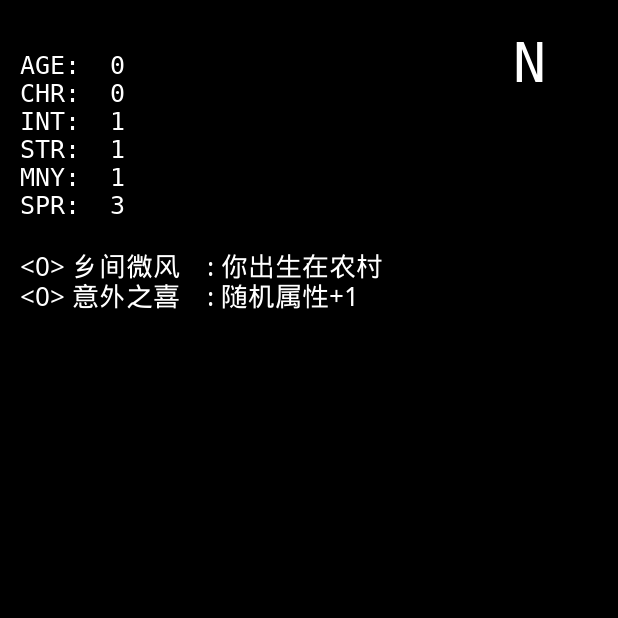 N
AGE: 0
CHR: 0
INT: 1
STR: 1
MNY: 1
SPR: 3
<O> 乡间微风 :你出生在农村
<O> 意外之喜 :随机属性+1